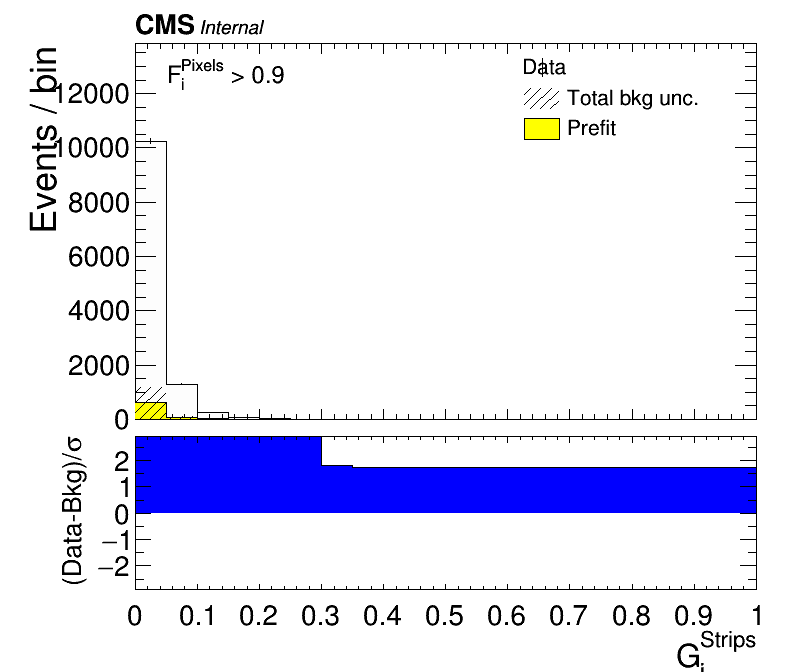 CMS Internal
F_i^Pixels > 0.9
Data
Total bkg unc.
Prefit
Events / bin
12000
10000
8000
6000
4000
2000
0
(Data-Bkg)/σ
2
1
0
−1
−2
0 0.1 0.2 0.3 0.4 0.5 0.6 0.7 0.8 0.9 1
G_i^Strips